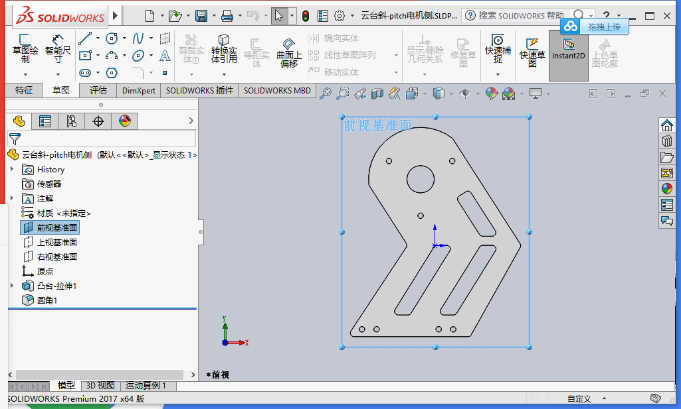 SOLIDWORKS
云台斜-pitch电机侧.SLDP...
搜索 SOLIDWORKS 帮助
拖拽上传
草图绘制
智能尺寸
剪裁实体(T)
转换实体引用
等距实体
曲面上偏移
镜向实体
线性草图阵列
移动实体
显示/删除几何关系
修复草图
快速捕捉
快速草图
Instant2D
上色草图轮廓
特征
草图
评估
DimXpert
SOLIDWORKS 插件
SOLIDWORKS MBD
云台斜-pitch电机侧 (默认<<默认>_显示状态 1>
History
传感器
注解
材质 <未指定>
前视基准面
上视基准面
右视基准面
原点
凸台-拉伸1
圆角1
前视基准面
Y
X
*前视
模型
3D 视图
运动算例 1
SOLIDWORKS Premium 2017 x64 版
自定义